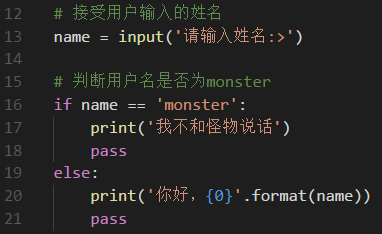 12 # 接受用户输入的姓名
13 name = input('请输入姓名:>')
14
15 # 判断用户名是否为monster
16 if name == 'monster':
17     print('我不和怪物说话')
18     pass
19 else:
20     print('你好，{0}'.format(name))
21     pass